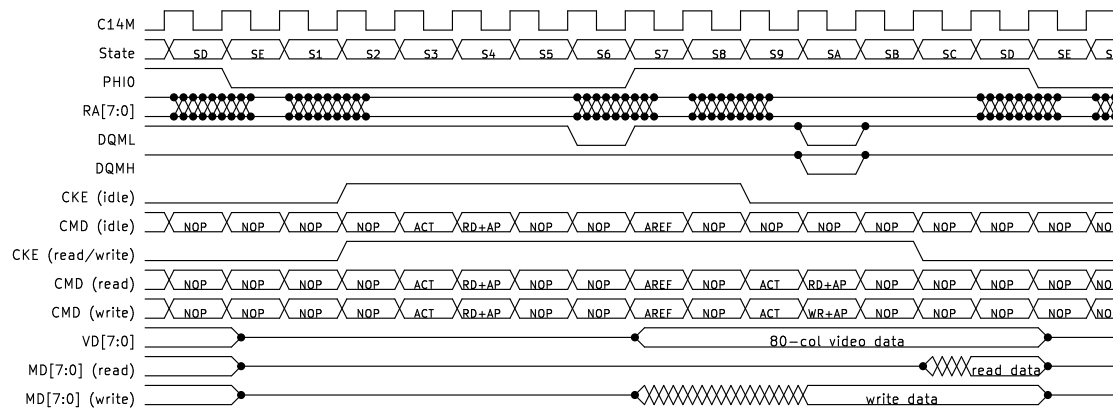 C14M
State SD SE S1 S2 S3 S4 S5 S6 S7 S8 S9 SA SB SC SD SE S
PHI0
RA[7:0]
DQML
DQMH
CKE (idle)
CMD (idle) NOP NOP NOP NOP ACT RD+AP NOP NOP AREF NOP NOP NOP NOP NOP NOP NOP NO
CKE (read/write)
CMD (read) NOP NOP NOP NOP ACT RD+AP NOP NOP AREF NOP ACT RD+AP NOP NOP NOP NOP NO
CMD (write) NOP NOP NOP NOP ACT RD+AP NOP NOP AREF NOP ACT WR+AP NOP NOP NOP NOP NO
VD[7:0] 80-col video data
MD[7:0] (read) read data
MD[7:0] (write) write data